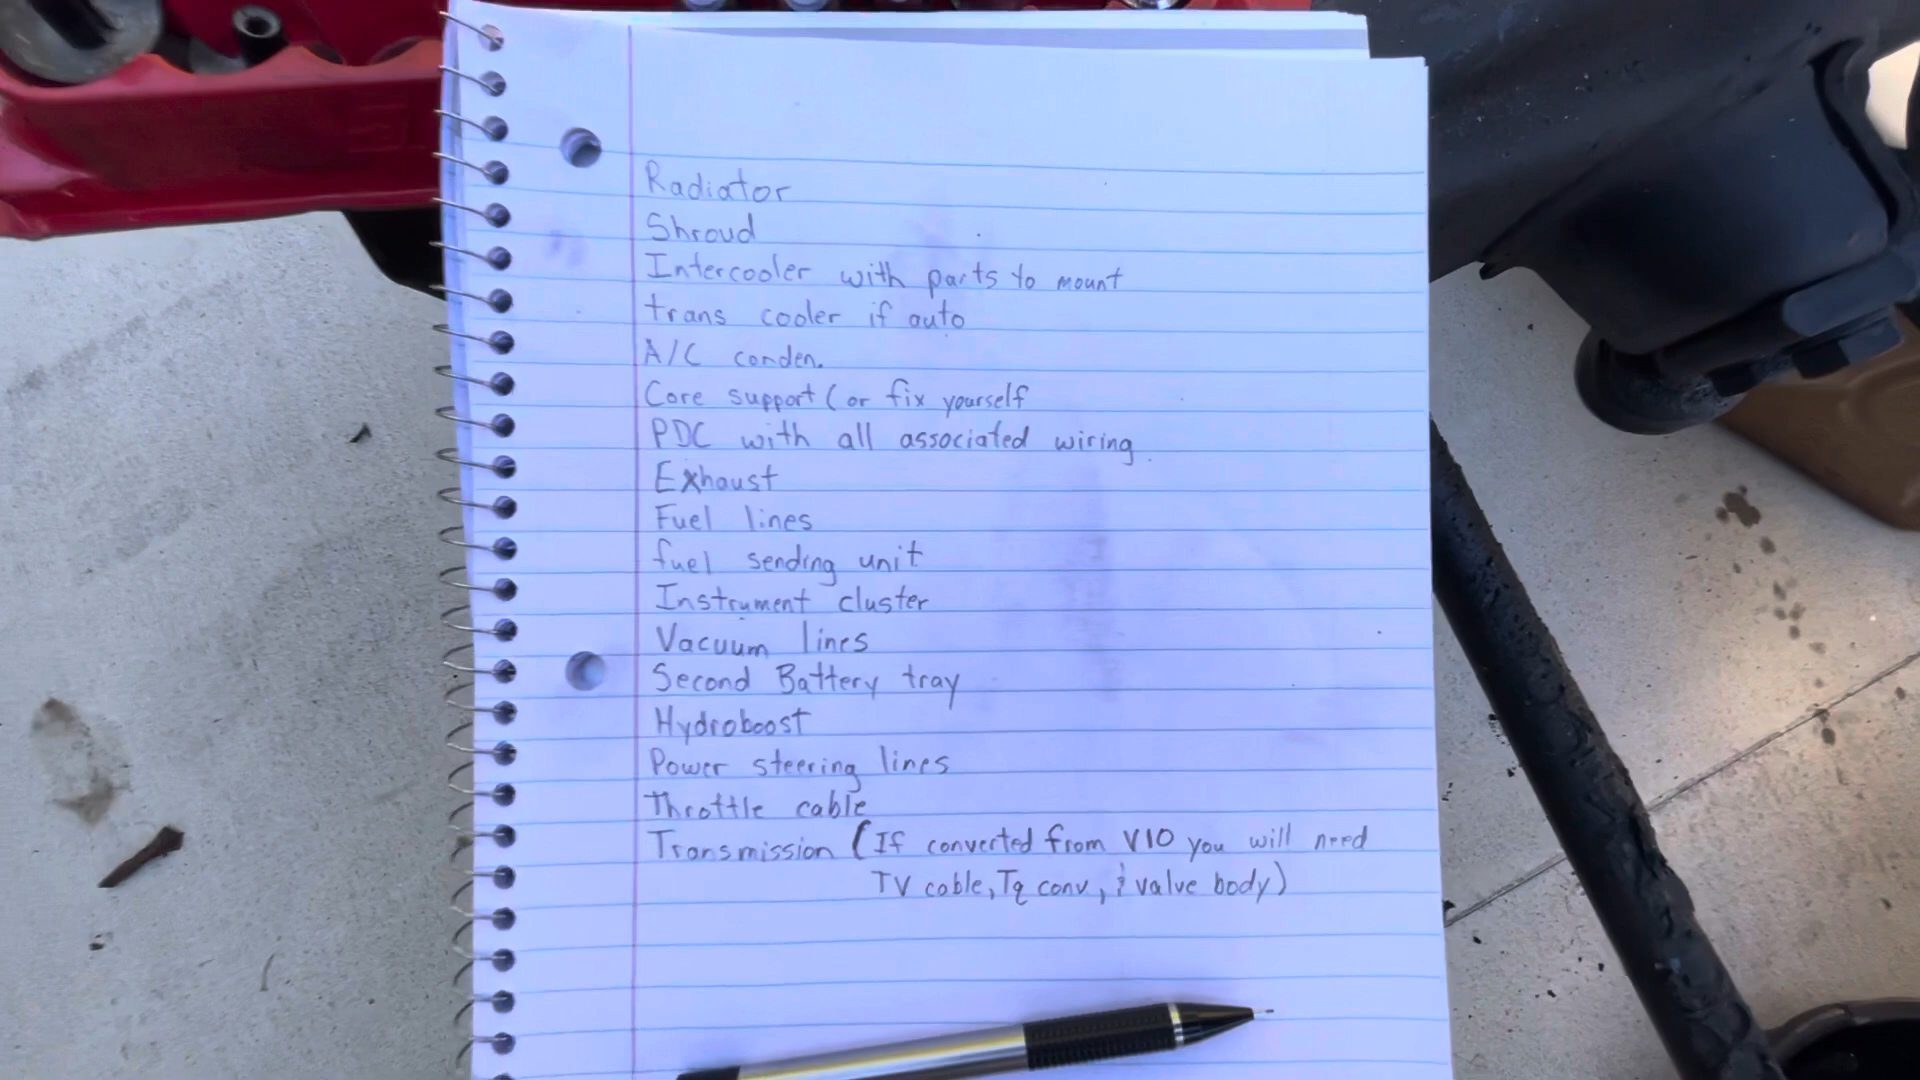 Radiator
Shroud
Intercooler with parts to mount
trans cooler if auto
A/C conden.
Core support (or fix yourself
PDC with all associated wiring
Exhaust
Fuel lines
fuel sending unit
Instrument cluster
Vacuum lines
Second Battery tray
Hydroboost
Power steering lines
Throttle cable
Transmission (If converted from V10 you will need
TV cable, Tq conv, & valve body)